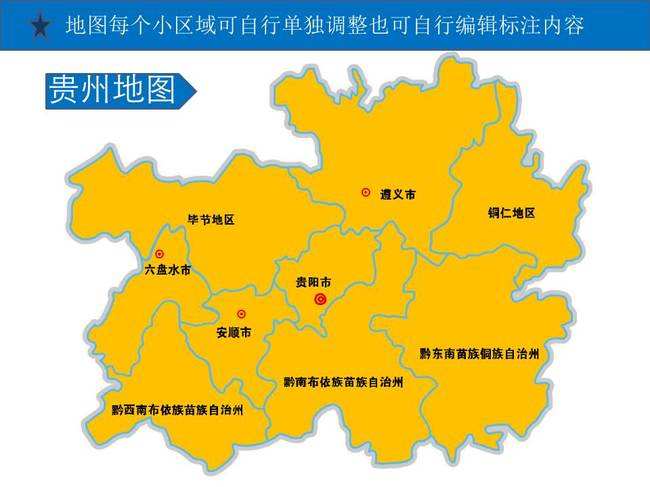 地图每个小区域可自行单独调整也可自行编辑标注内容
贵州地图
遵义市
铜仁地区
毕节地区
六盘水市
贵阳市
安顺市
黔东南苗族铜族自治州
黔南布依族苗族自治州
黔西南布依族苗族自治州